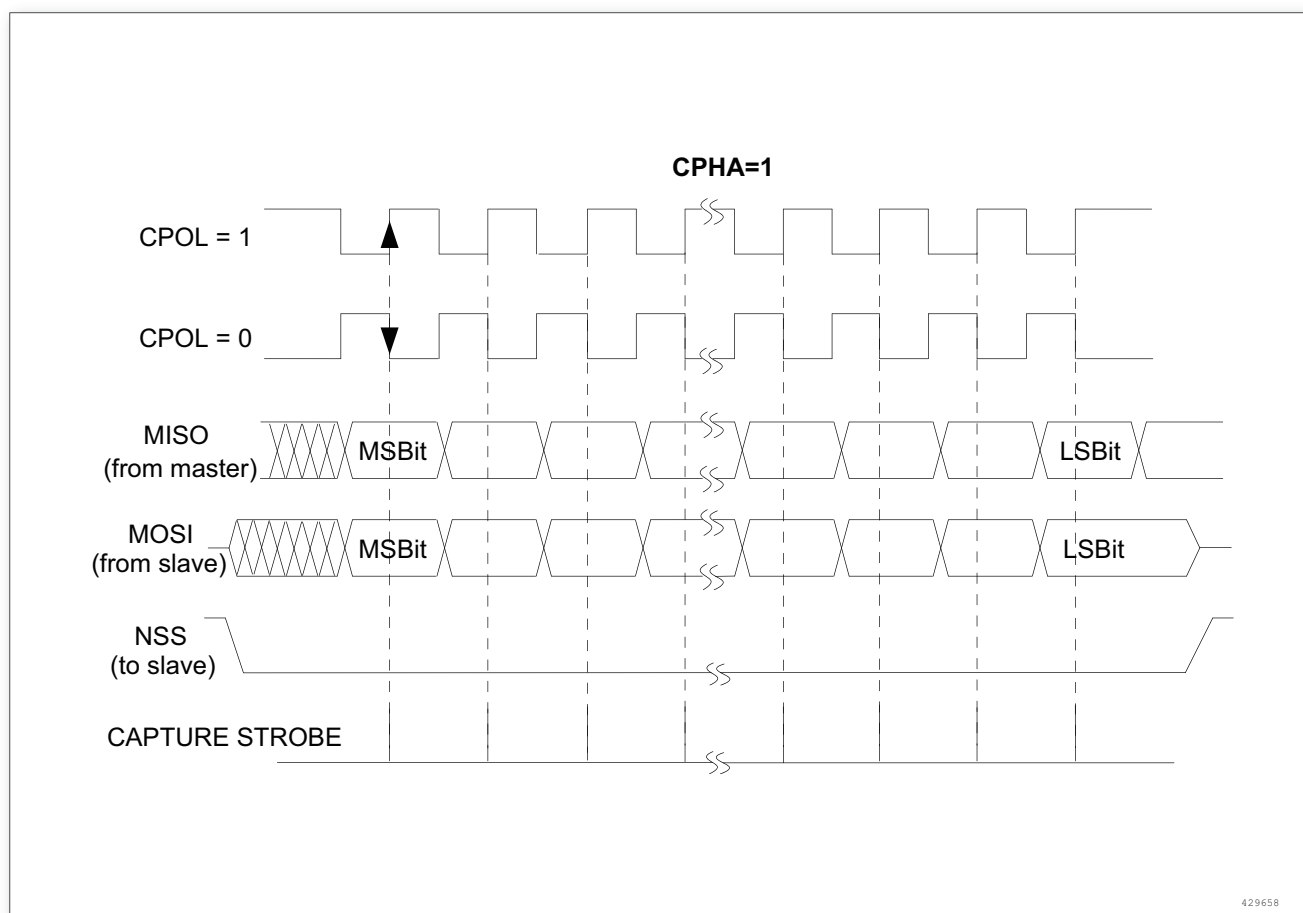 CPHA=1
CPOL = 1
CPOL = 0
MISO
(from master)
MSBit
LSBit
MOSI
(from slave)
MSBit
LSBit
NSS
(to slave)
CAPTURE STROBE
429658